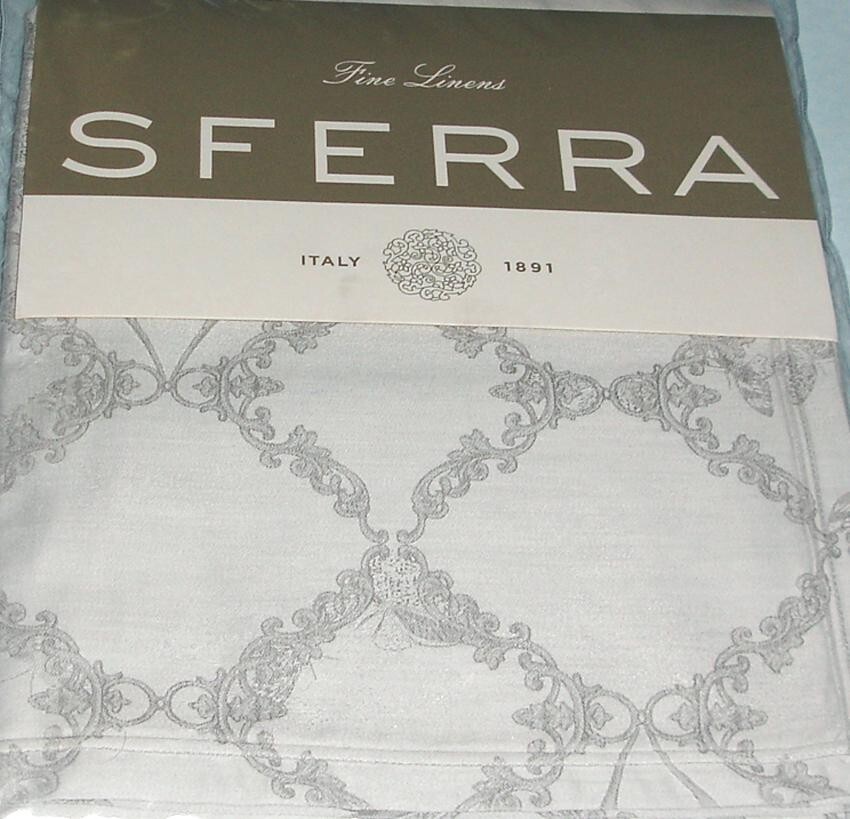 Fine Linens
SFERRA
ITALY 1891